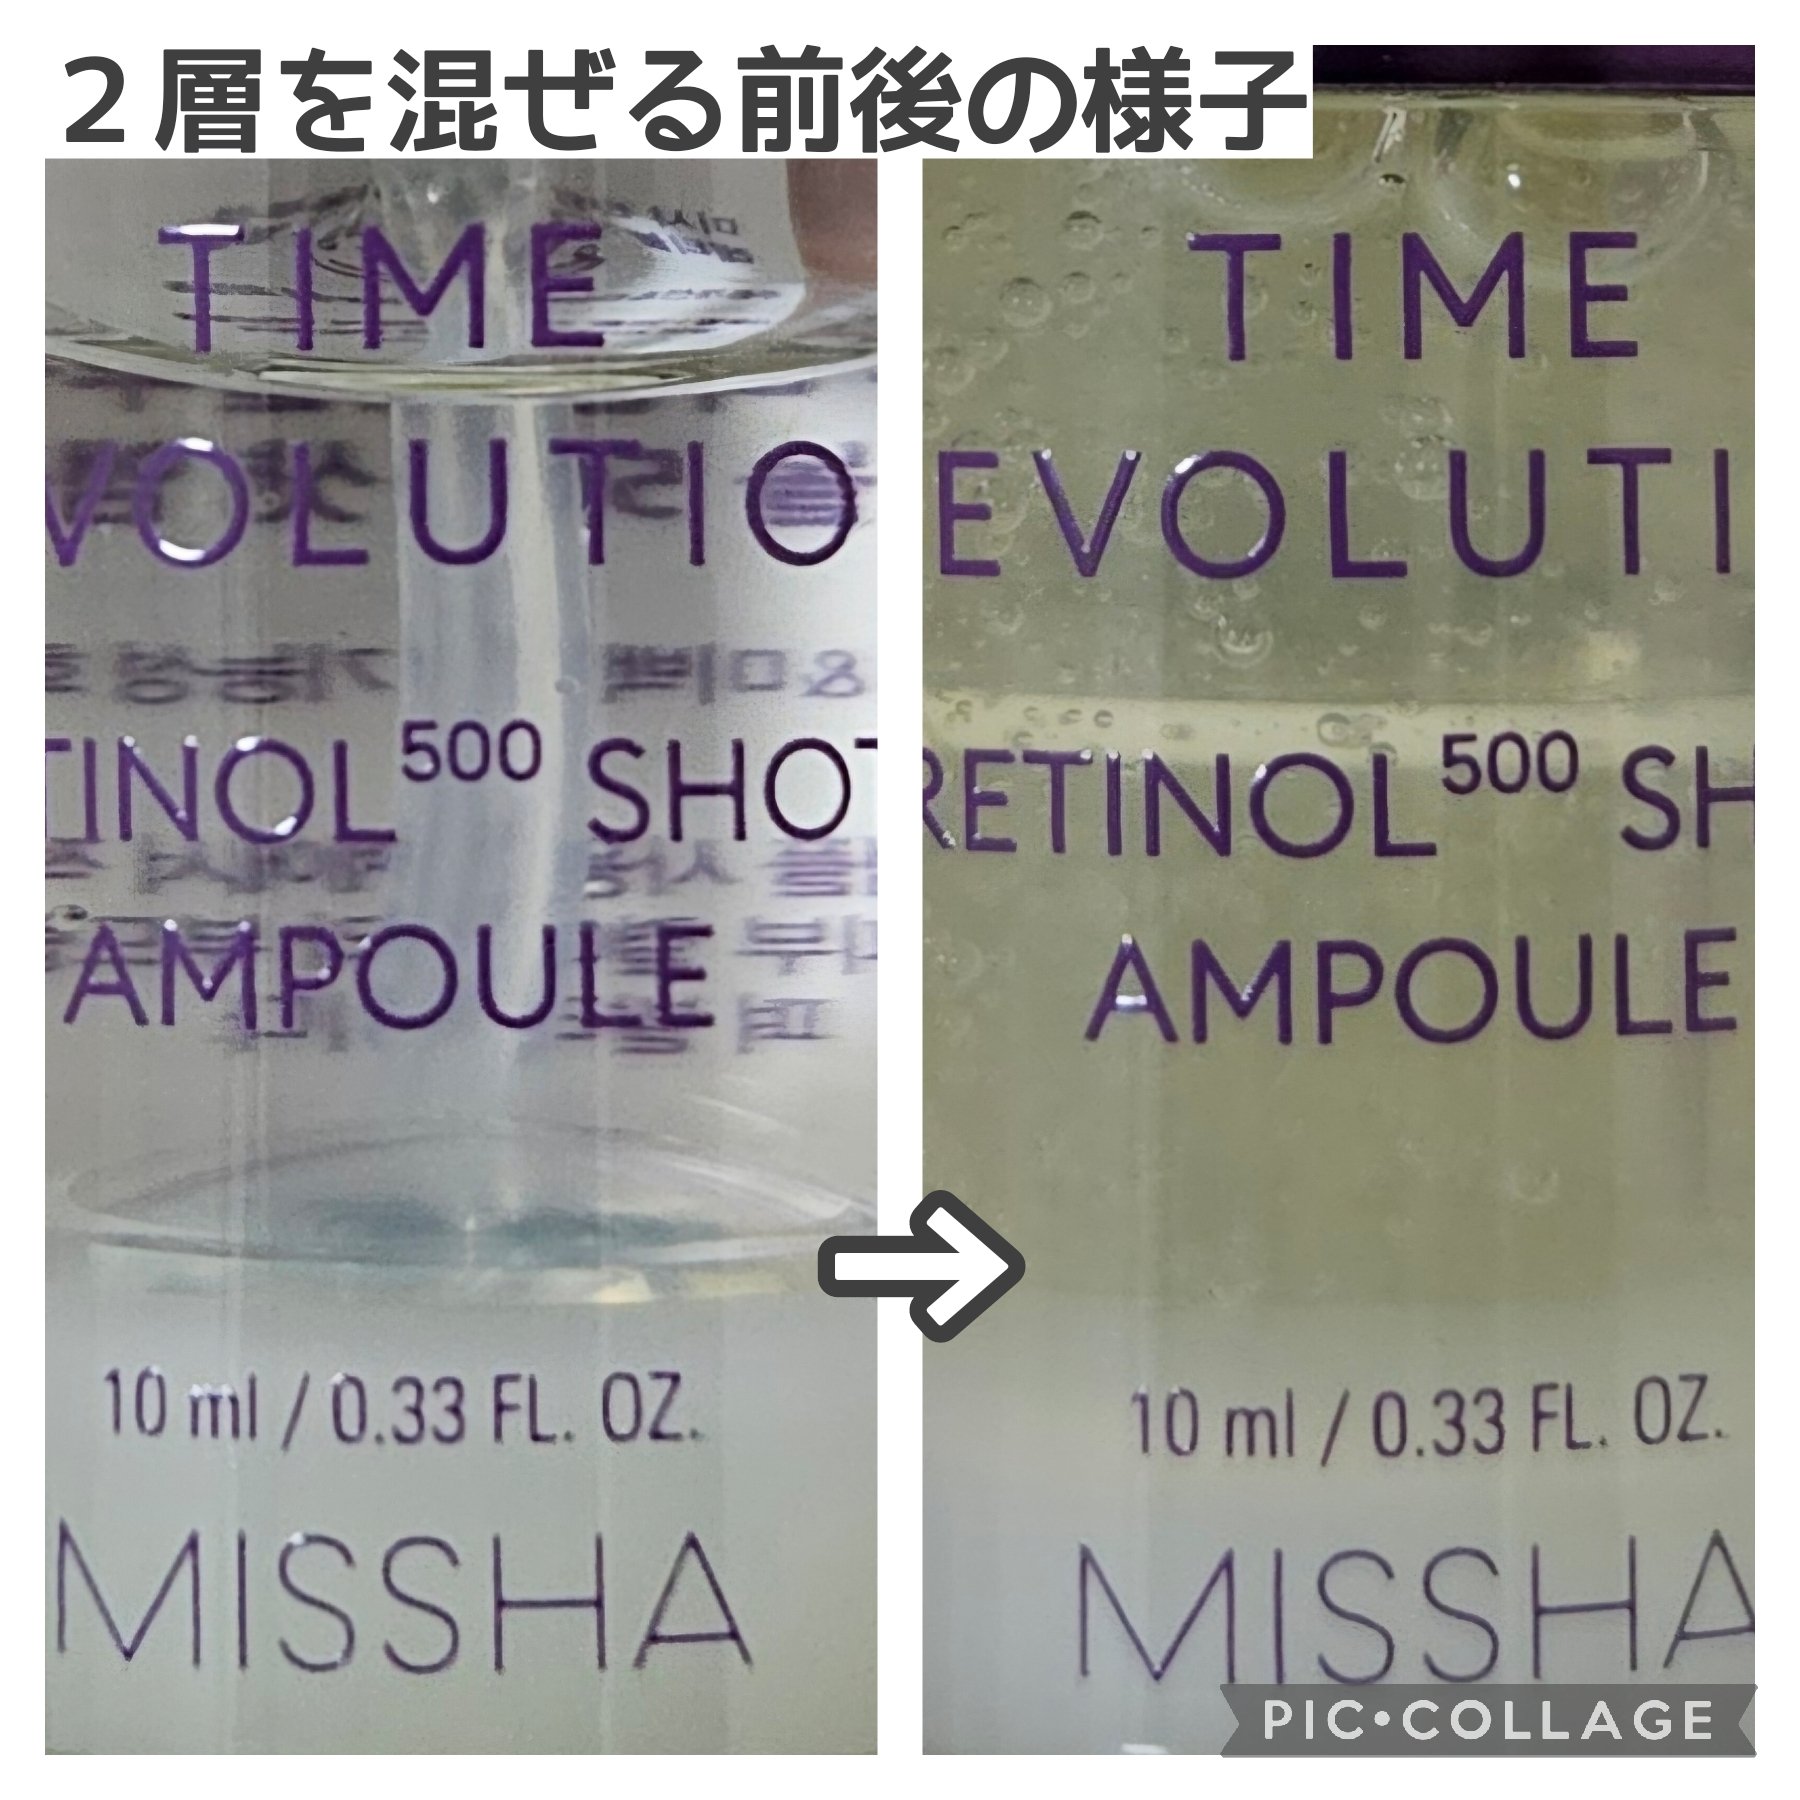 ２層を混ぜる前後の様子
TIME
VOLUTIO
TINOL500 SHOT
AMPOULE
10 ml / 0.33 FL. OZ.
MISSHA
TIME
EVOLUTI
RETINOL500 SH
AMPOULE
10 ml / 0.33 FL. OZ.
MISSHA
PIC•COLLAGE